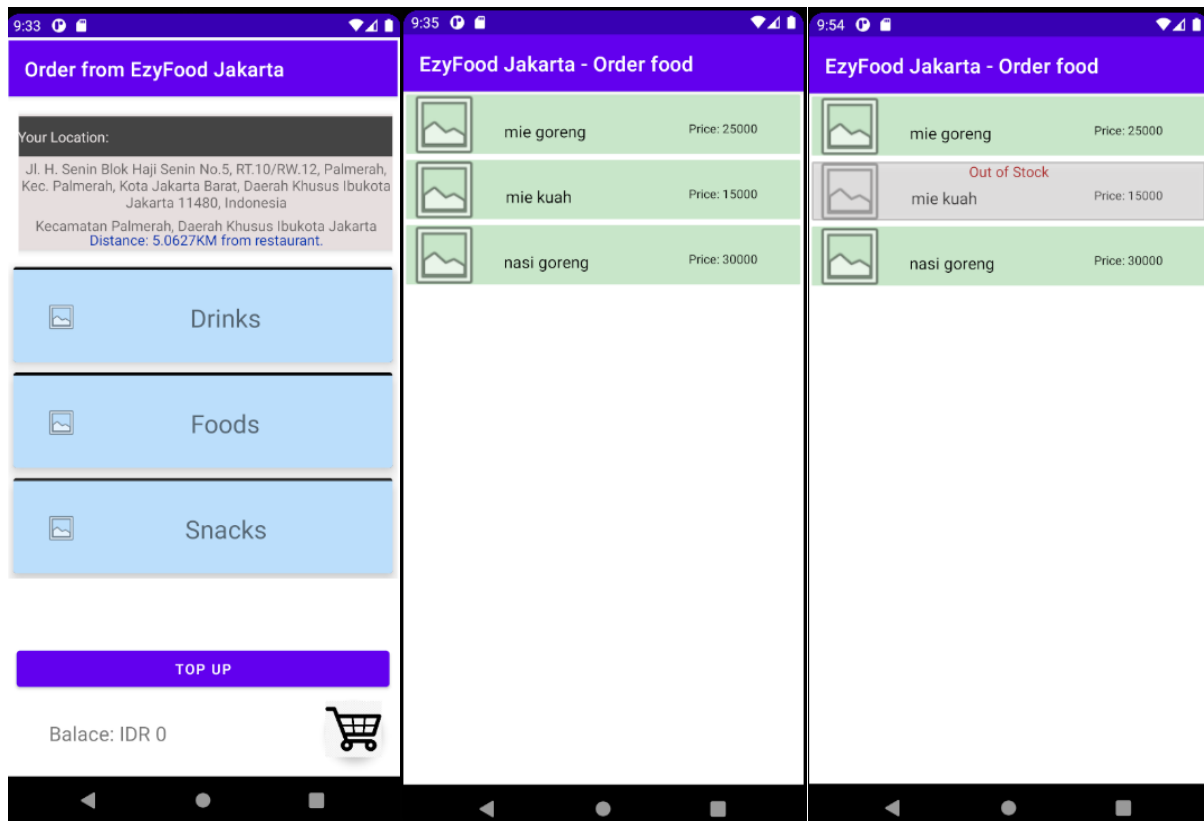 9:33
Order from EzyFood Jakarta
Your Location:
Jl. H. Senin Blok Haji Senin No.5, RT.10/RW.12, Palmerah,
Kec. Palmerah, Kota Jakarta Barat, Daerah Khusus Ibukota
Jakarta 11480, Indonesia
Kecamatan Palmerah, Daerah Khusus Ibukota Jakarta
Distance: 5.0627KM from restaurant.
Drinks
Foods
Snacks
TOP UP
Balace: IDR 0
9:35
EzyFood Jakarta - Order food
mie goreng
Price: 25000
mie kuah
Price: 15000
nasi goreng
Price: 30000
9:54
EzyFood Jakarta - Order food
mie goreng
Price: 25000
Out of Stock
mie kuah
Price: 15000
nasi goreng
Price: 30000